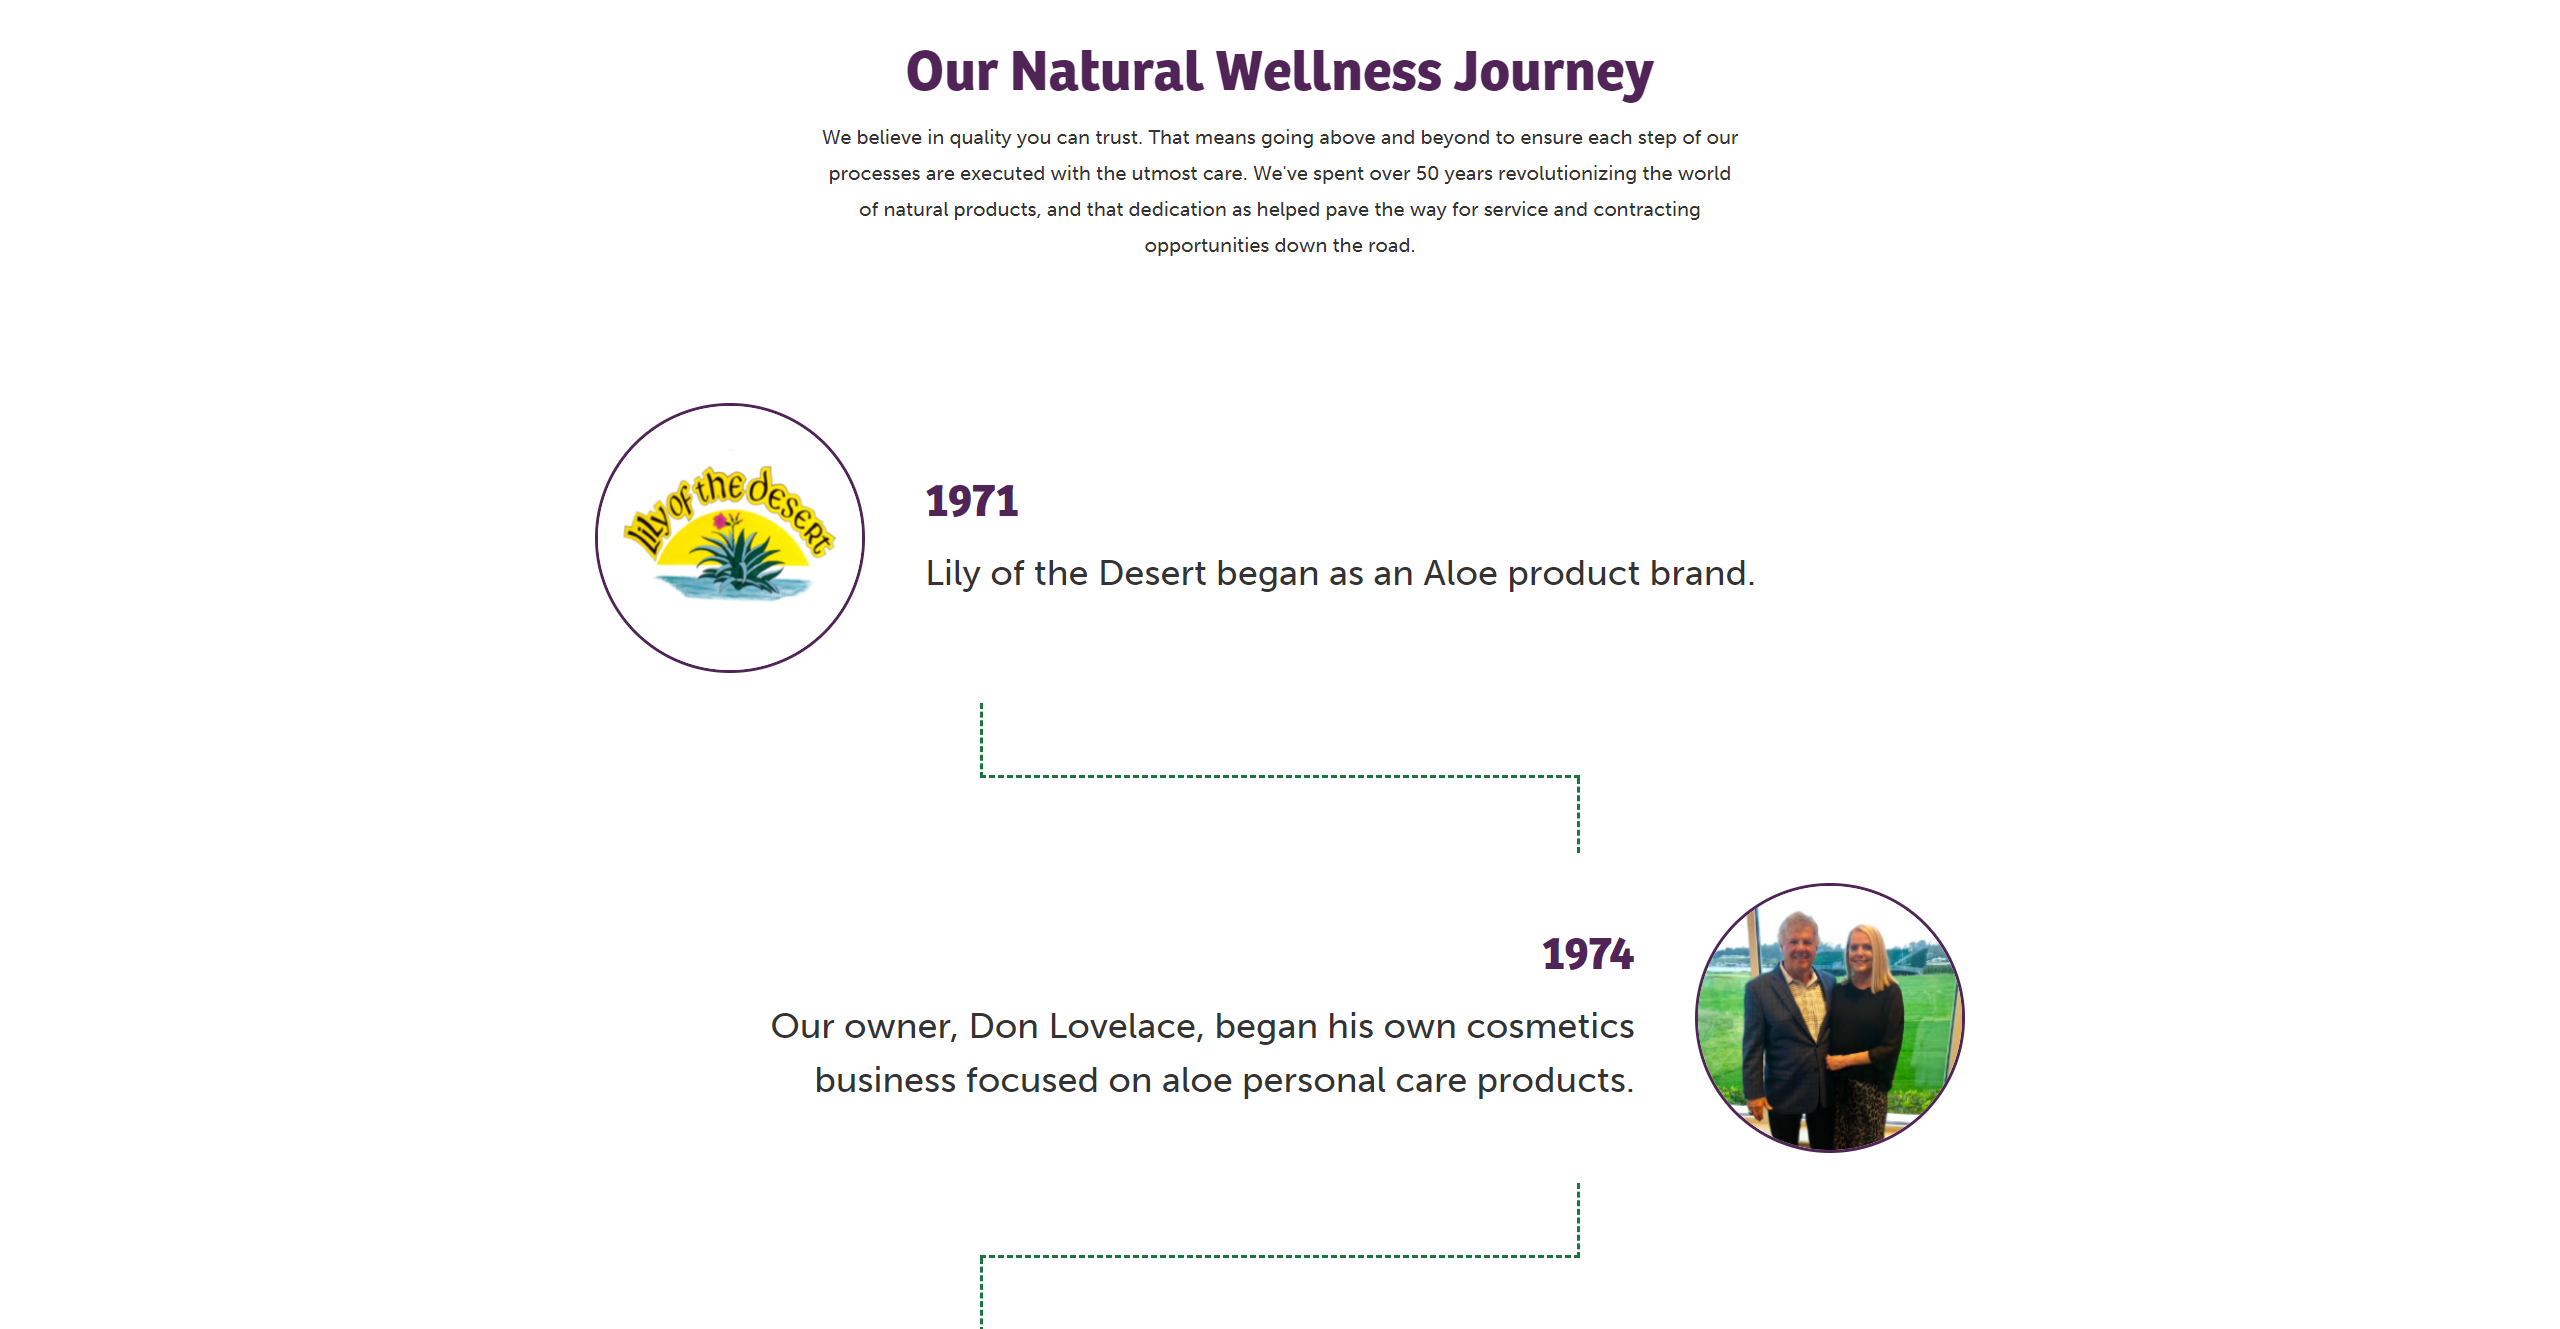 Our Natural Wellness Journey
We believe in quality you can trust. That means going above and beyond to ensure each step of our
processes are executed with the utmost care. We've spent over 50 years revolutionizing the world
of natural products, and that dedication as helped pave the way for service and contracting
opportunities down the road.
Lily of the desert
1971
Lily of the Desert began as an Aloe product brand.
1974
Our owner, Don Lovelace, began his own cosmetics
business focused on aloe personal care products.